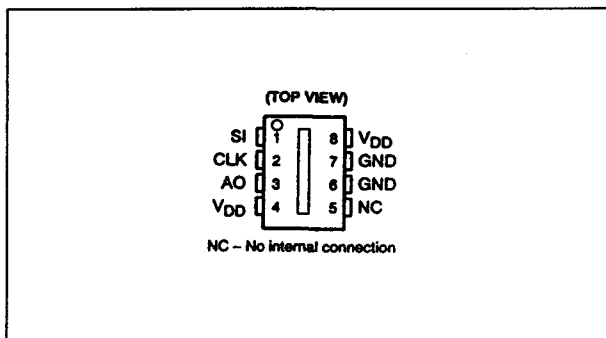 (TOP VIEW)
SI 1 8 VDD
CLK 2 7 GND
AO 3 6 GND
VDD 4 5 NC
NC – No internal connection